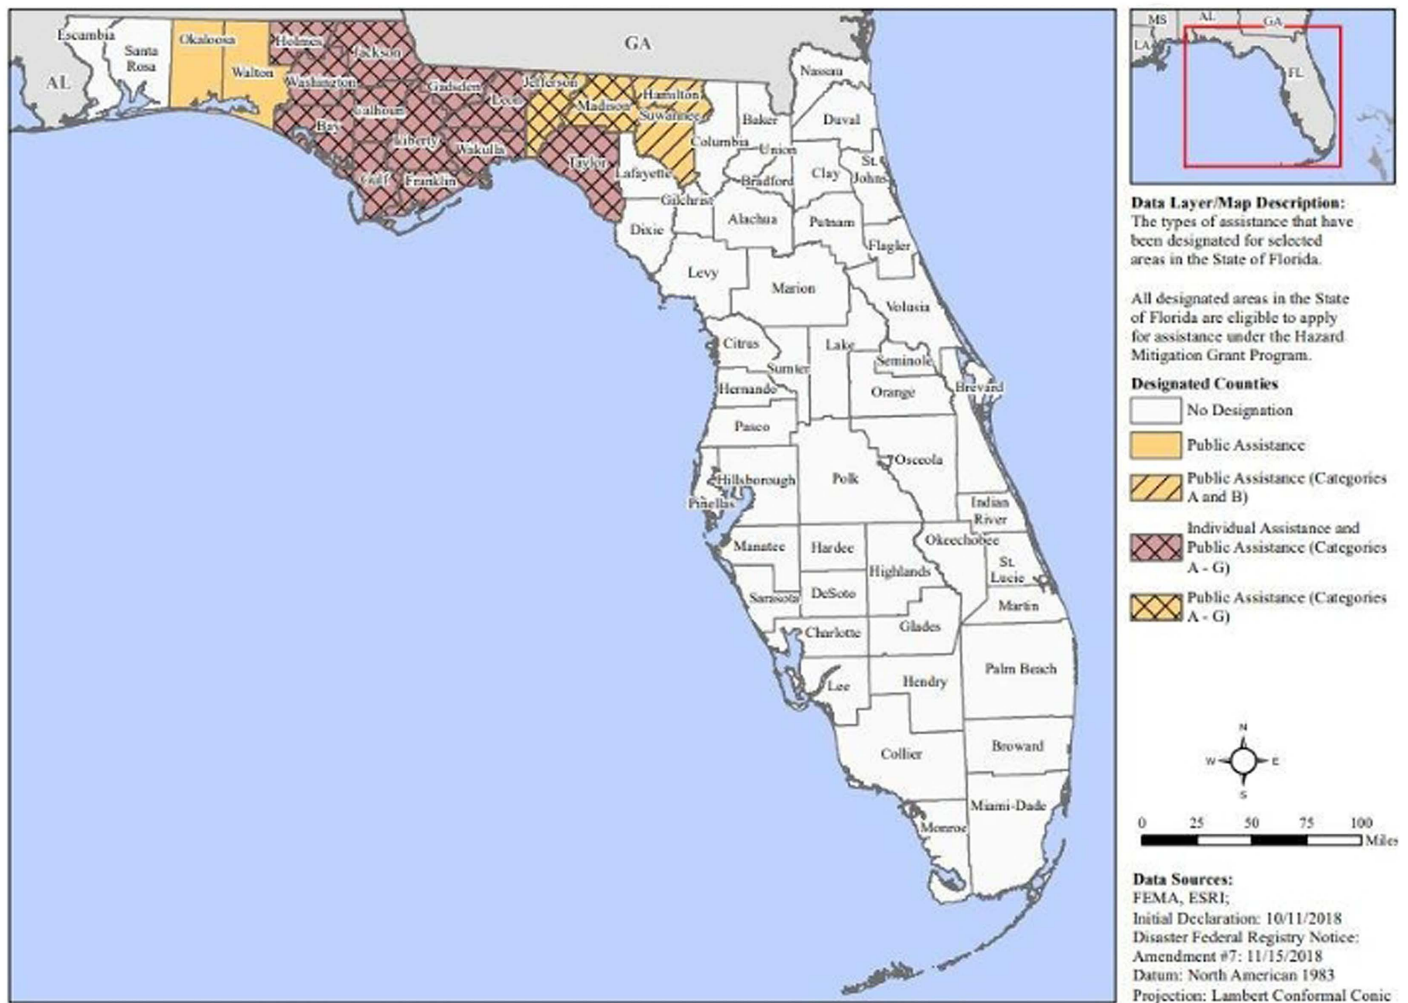 Escambia
Santa
Rosa
Okaloosa
Walton
Holmes
Jackson
Washington
Bay
Calhoun
Gulf
Liberty
Franklin
Gadsden
Leon
Wakulla
Jefferson
Madison
Taylor
Hamilton
Suwannee
Lafayette
Dixie
Columbia
Gilchrist
Baker
Union
Bradford
Alachua
Levy
Nassau
Duval
Clay
St.
Johns
Putnam
Flagler
Marion
Volusia
Citrus
Sumter
Lake
Seminole
Hernando
Orange
Brevard
Pasco
Hillsborough
Pinellas
Polk
Osceola
Indian
River
Manatee
Hardee
Okeechobee
Highlands
St.
Lucie
Sarasota
DeSoto
Martin
Charlotte
Glades
Lee
Hendry
Palm Beach
Collier
Broward
Monroe
Miami-Dade
AL
GA
MS
AL
GA
LA
FL
Data Layer/Map Description:
The types of assistance that have
been designated for selected
areas in the State of Florida.
All designated areas in the State
of Florida are eligible to apply
for assistance under the Hazard
Mitigation Grant Program.
Designated Counties
No Designation
Public Assistance
Public Assistance (Categories
A and B)
Individual Assistance and
Public Assistance (Categories
A - G)
Public Assistance (Categories
A - G)
N
W E
S
0 25 50 75 100
Miles
Data Sources:
FEMA, ESRI;
Initial Declaration: 10/11/2018
Disaster Federal Registry Notice:
Amendment #7: 11/15/2018
Datum: North American 1983
Projection: Lambert Conformal Conic